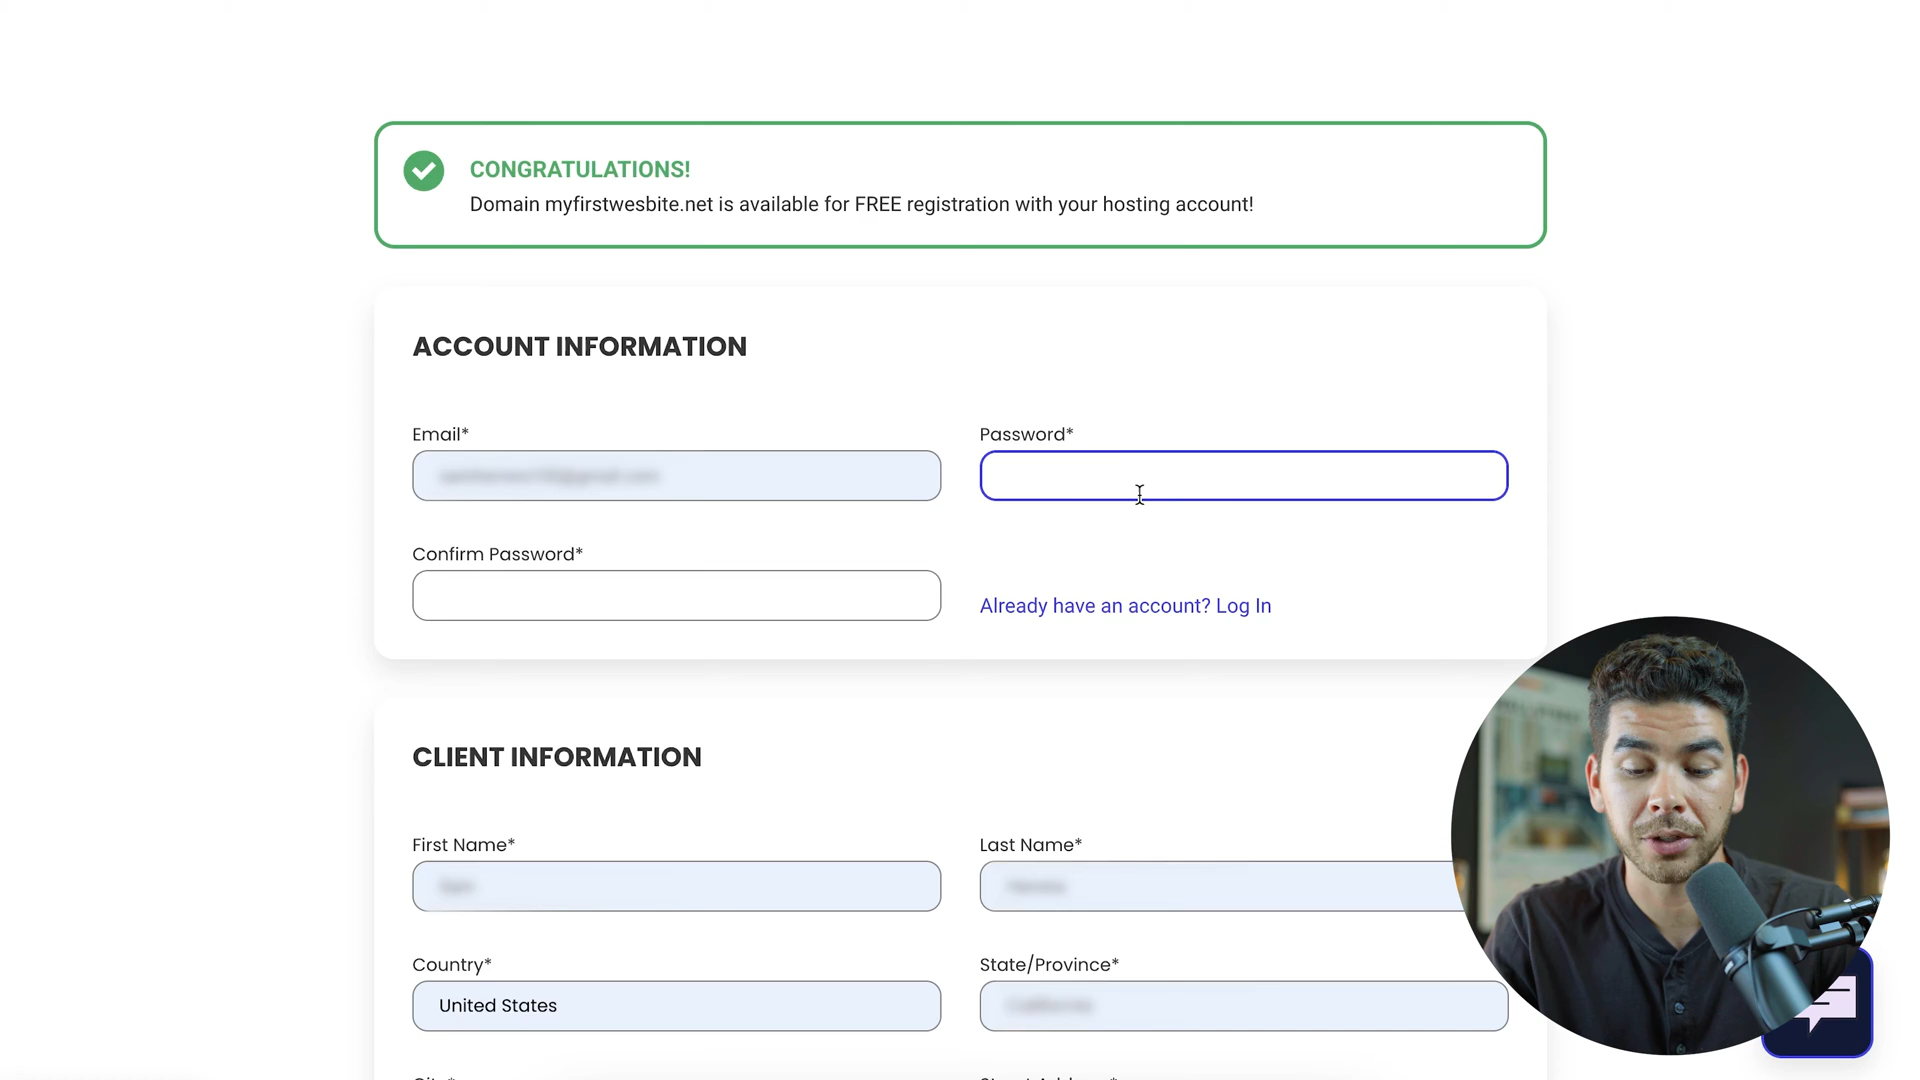 CONGRATULATIONS!
Domain myfirstwesbite.net is available for FREE registration with your hosting account!
ACCOUNT INFORMATION
Email*
Password*
Confirm Password*
Already have an account? Log In
CLIENT INFORMATION
First Name*
Last Name*
Country*
State/Province*
United States